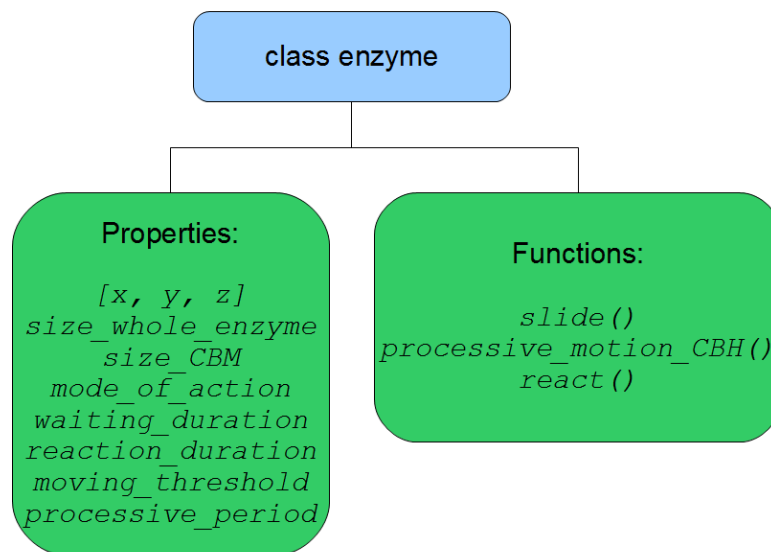 class enzyme
Properties:
[x, y, z]
size_whole_enzyme
size_CBM
mode_of_action
waiting_duration
reaction_duration
moving_threshold
processive_period
Functions:
slide()
processive_motion_CBH()
react()